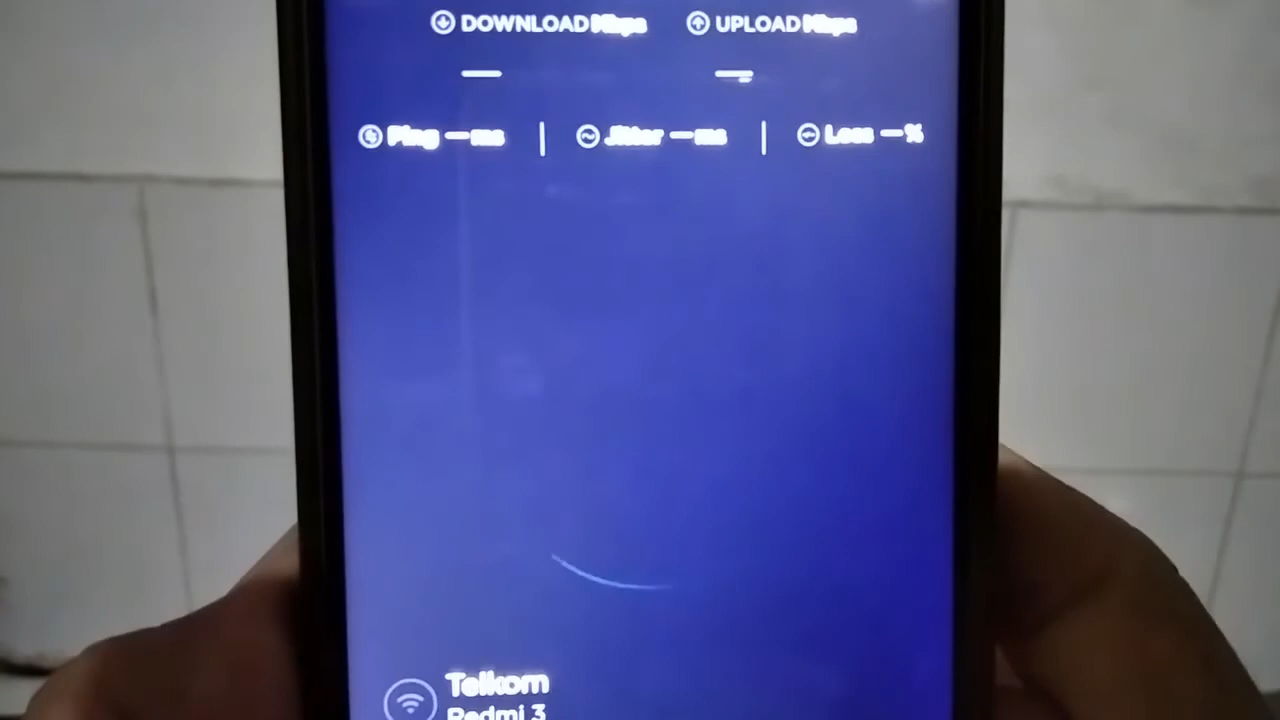 DOWNLOAD Mbps UPLOAD Mbps
— —
Ping — ms | Jitter — ms | Loss — %
Telkom
Redmi 3